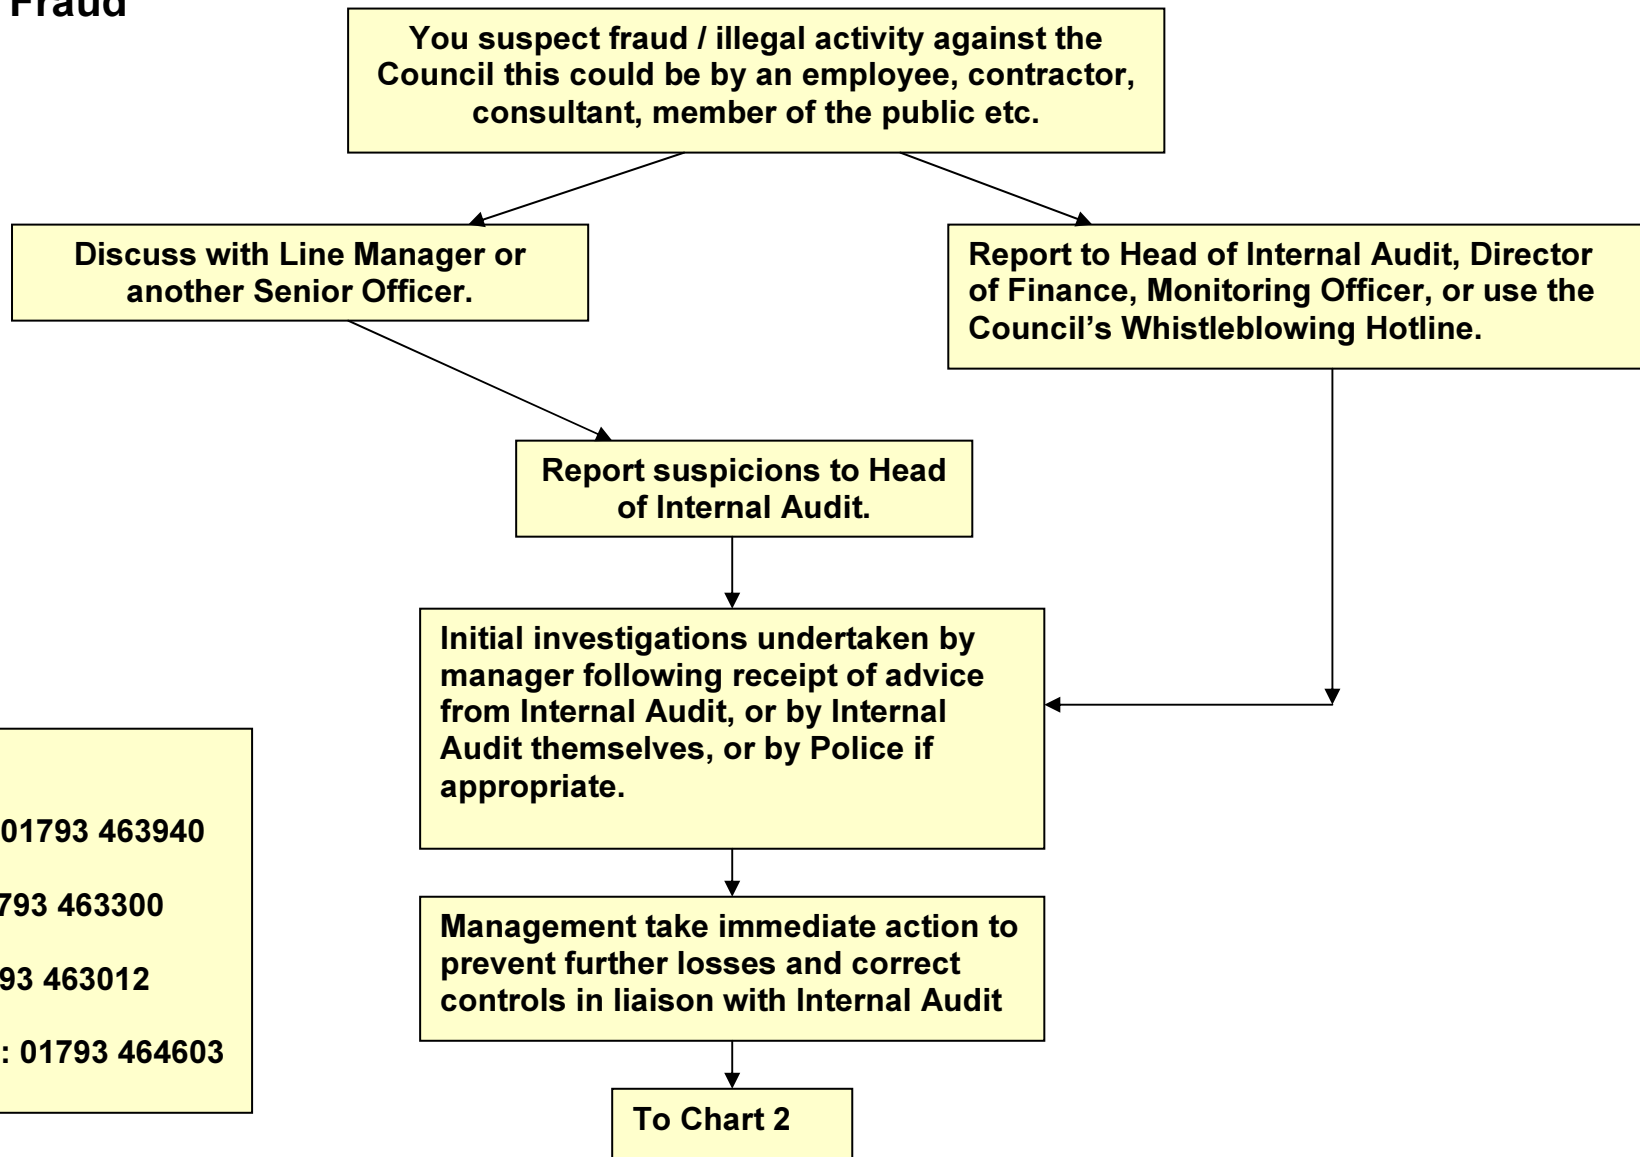 Fraud
You suspect fraud / illegal activity against the
Council this could be by an employee, contractor,
consultant, member of the public etc.
Discuss with Line Manager or
another Senior Officer.
Report to Head of Internal Audit, Director
of Finance, Monitoring Officer, or use the
Council’s Whistleblowing Hotline.
Report suspicions to Head
of Internal Audit.
Initial investigations undertaken by
manager following receipt of advice
from Internal Audit, or by Internal
Audit themselves, or by Police if
appropriate.
01793 463940
793 463300
93 463012
: 01793 464603
Management take immediate action to
prevent further losses and correct
controls in liaison with Internal Audit
To Chart 2